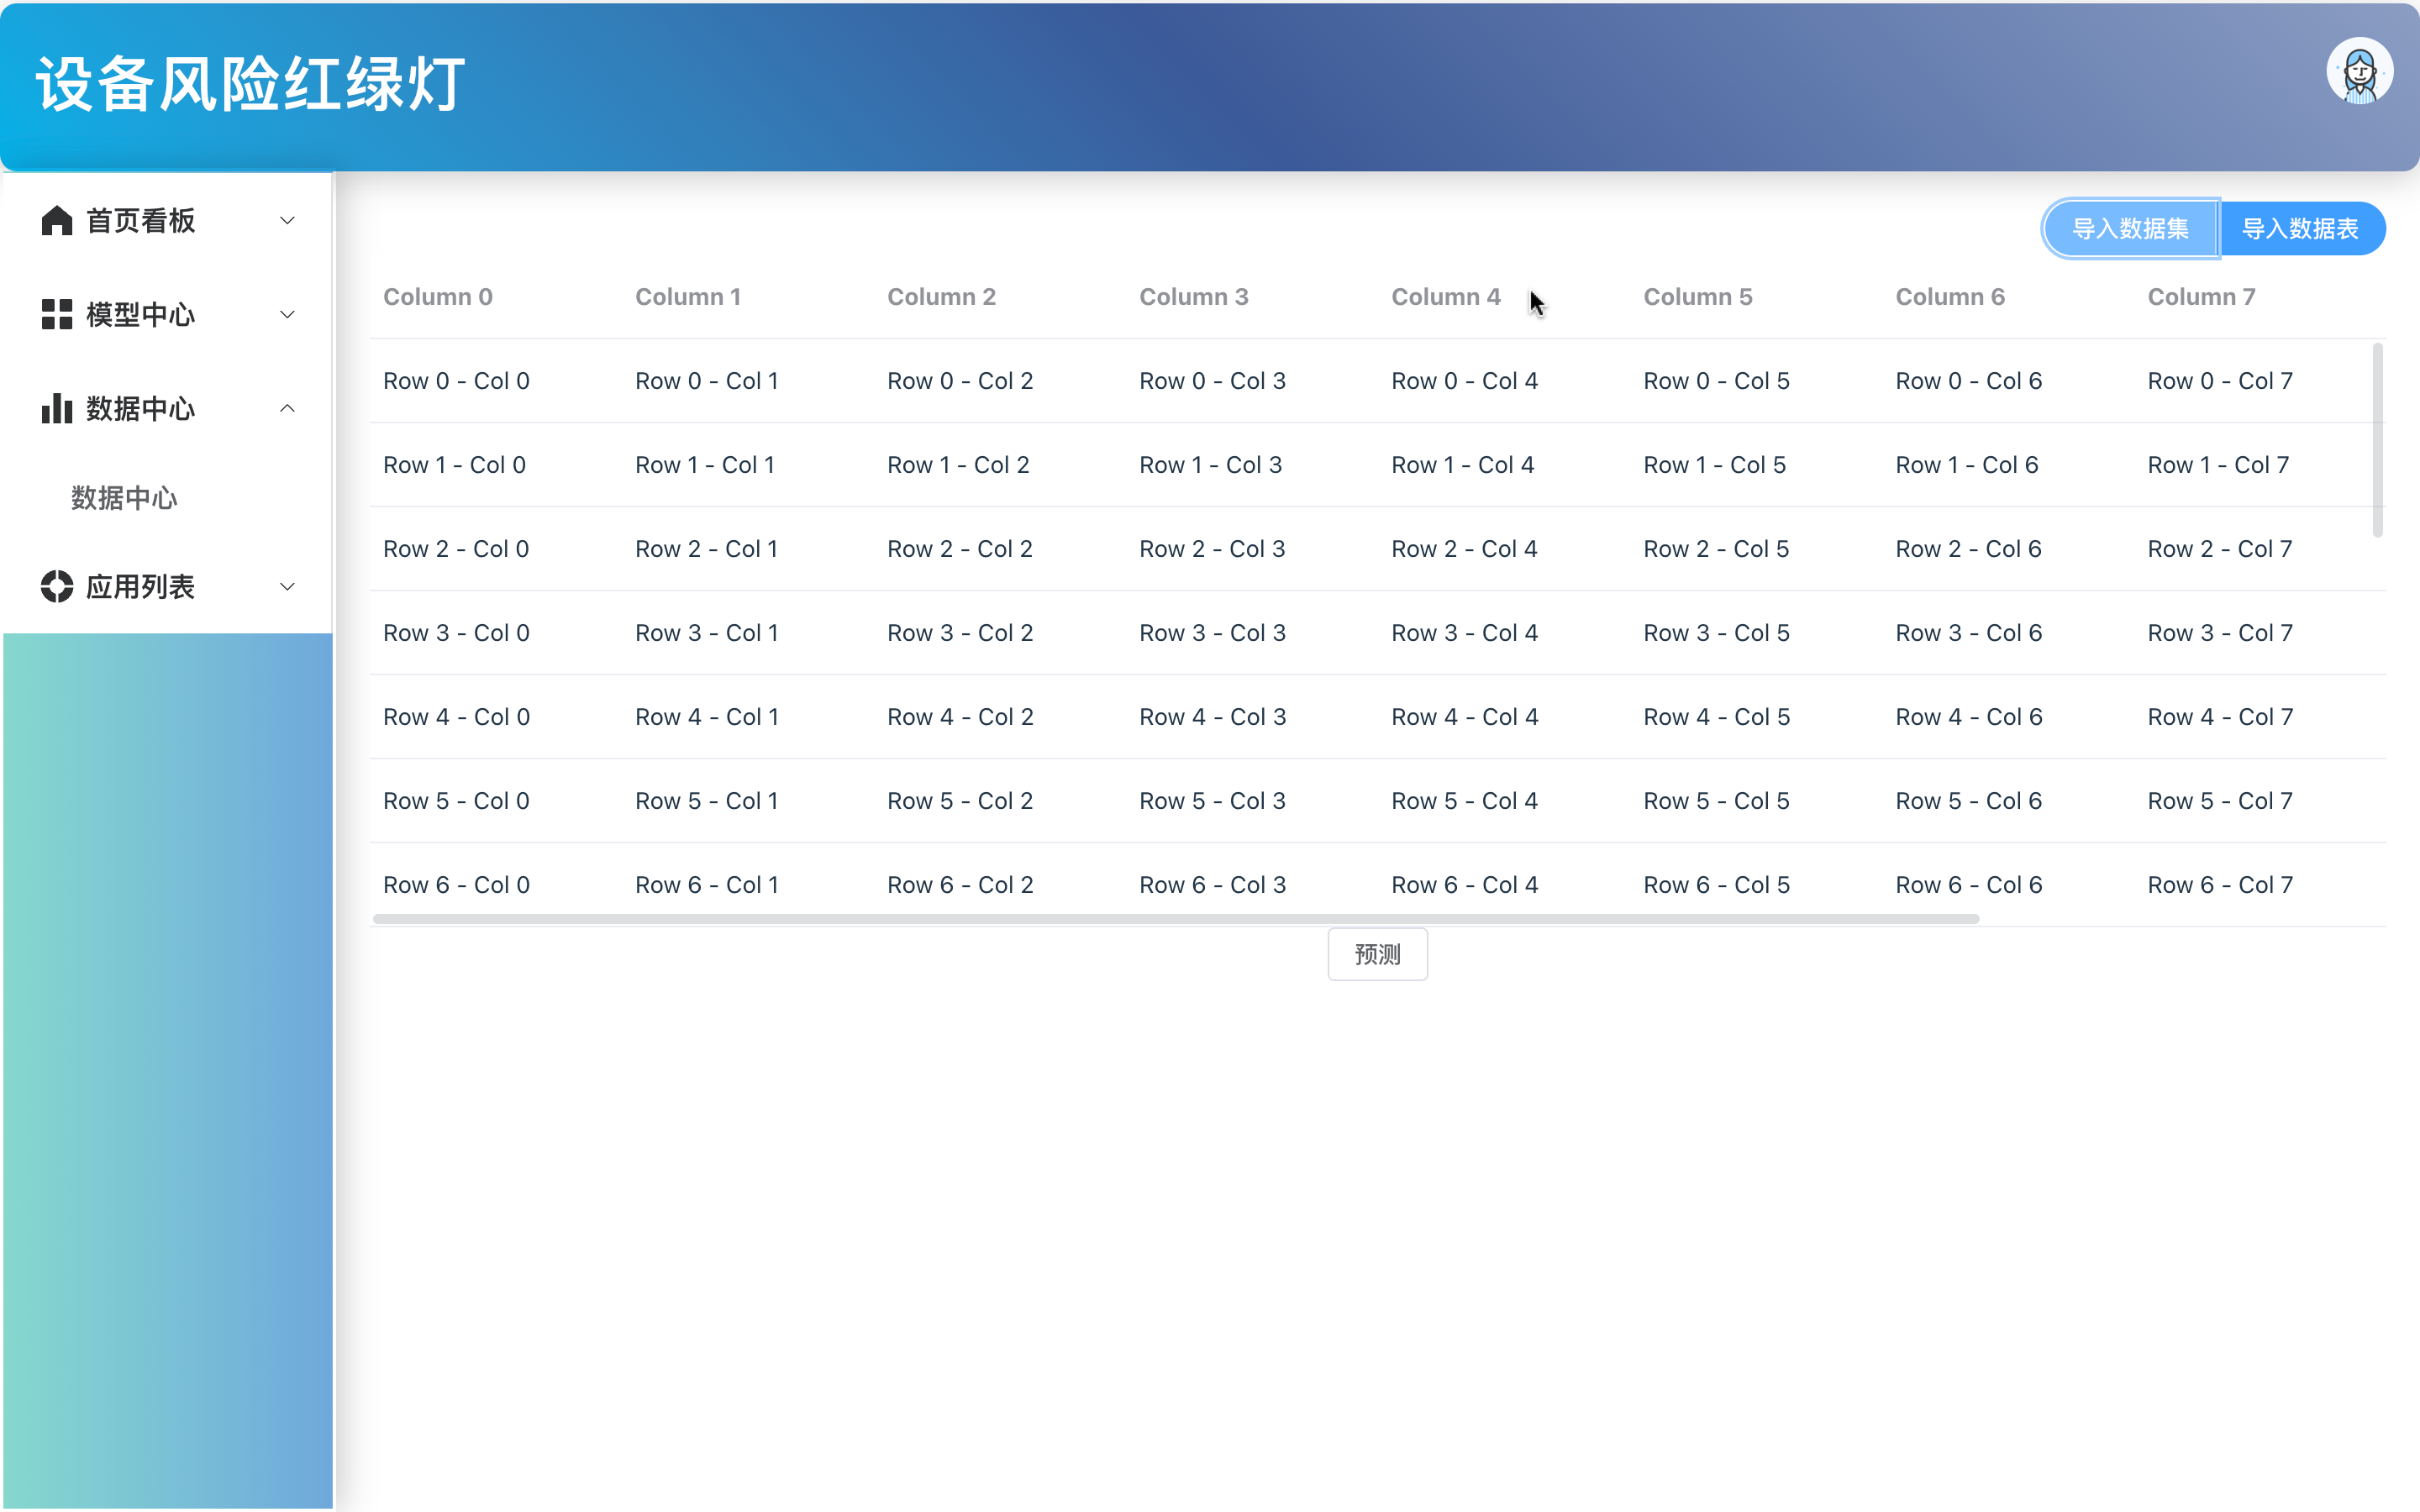 设备风险红绿灯
首页看板
模型中心
数据中心
数据中心
应用列表
导入数据集 导入数据表
Column 0 Column 1 Column 2 Column 3 Column 4 Column 5 Column 6 Column 7
Row 0 - Col 0 Row 0 - Col 1 Row 0 - Col 2 Row 0 - Col 3 Row 0 - Col 4 Row 0 - Col 5 Row 0 - Col 6 Row 0 - Col 7
Row 1 - Col 0 Row 1 - Col 1 Row 1 - Col 2 Row 1 - Col 3 Row 1 - Col 4 Row 1 - Col 5 Row 1 - Col 6 Row 1 - Col 7
Row 2 - Col 0 Row 2 - Col 1 Row 2 - Col 2 Row 2 - Col 3 Row 2 - Col 4 Row 2 - Col 5 Row 2 - Col 6 Row 2 - Col 7
Row 3 - Col 0 Row 3 - Col 1 Row 3 - Col 2 Row 3 - Col 3 Row 3 - Col 4 Row 3 - Col 5 Row 3 - Col 6 Row 3 - Col 7
Row 4 - Col 0 Row 4 - Col 1 Row 4 - Col 2 Row 4 - Col 3 Row 4 - Col 4 Row 4 - Col 5 Row 4 - Col 6 Row 4 - Col 7
Row 5 - Col 0 Row 5 - Col 1 Row 5 - Col 2 Row 5 - Col 3 Row 5 - Col 4 Row 5 - Col 5 Row 5 - Col 6 Row 5 - Col 7
Row 6 - Col 0 Row 6 - Col 1 Row 6 - Col 2 Row 6 - Col 3 Row 6 - Col 4 Row 6 - Col 5 Row 6 - Col 6 Row 6 - Col 7
预测